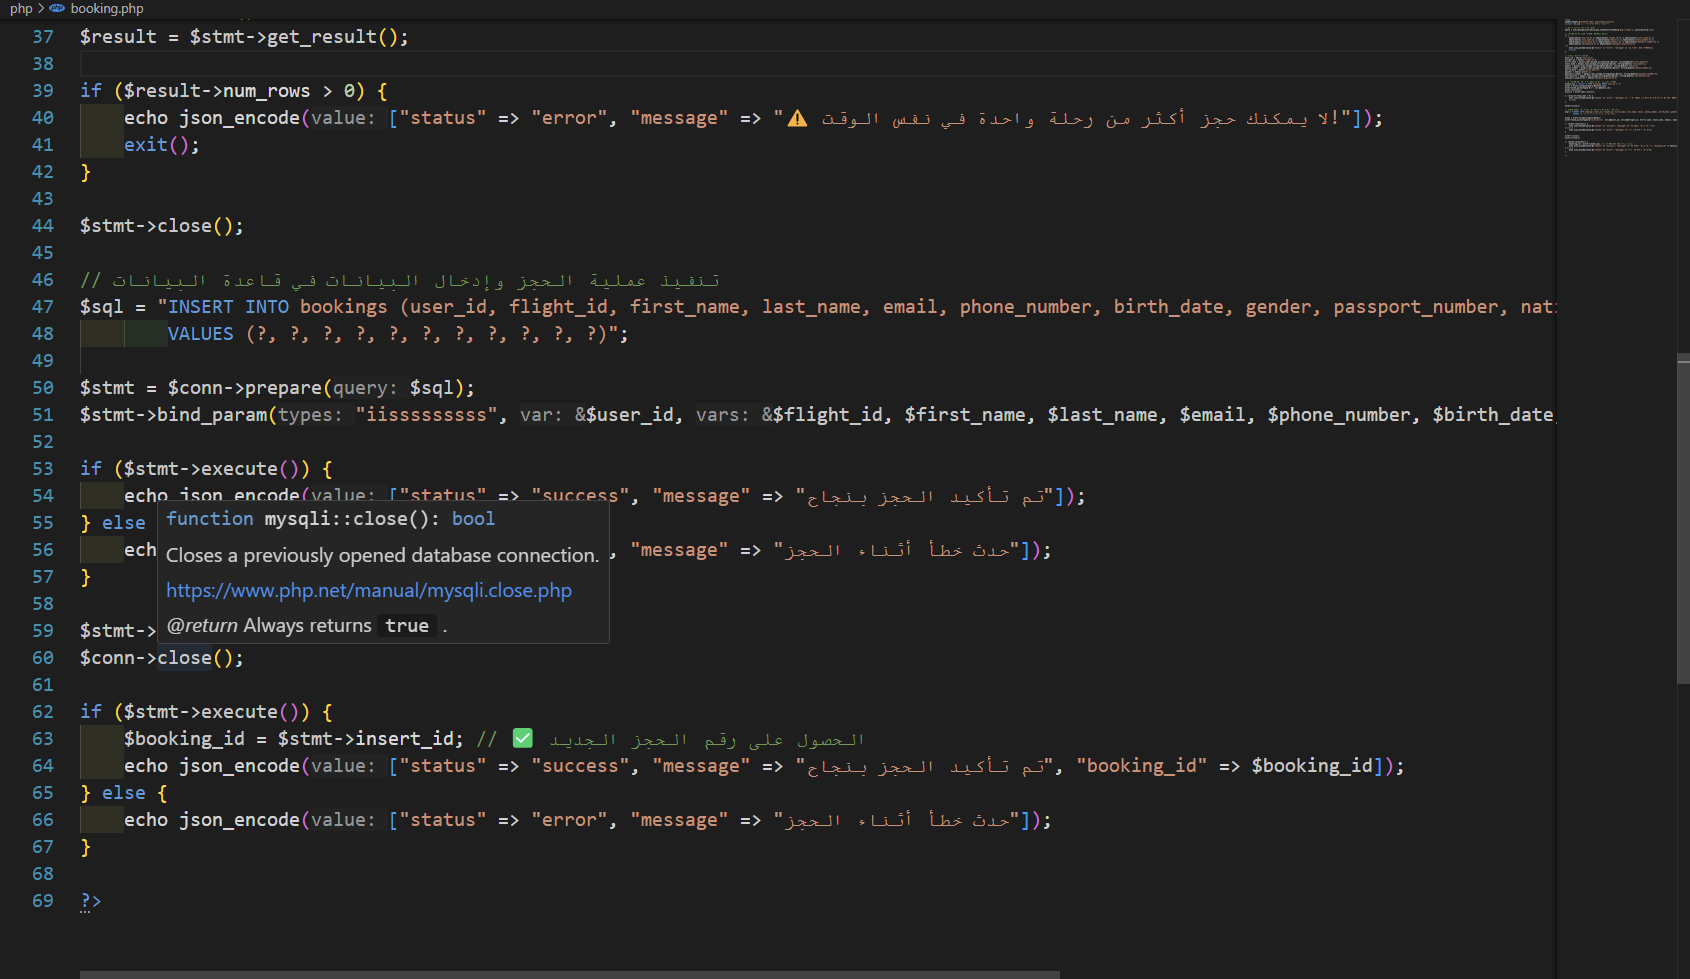 php > booking.php
37 $result = $stmt->get_result();
38
39 if ($result->num_rows > 0) {
40 echo json_encode(value: ["status" => "error", "message" => "⚠️ لا يمكنك حجز أكثر من رحلة واحدة في نفس الوقت!"]);
41 exit();
42 }
43
44 $stmt->close();
45
46 // تنفيذ عملية الحجز وإدخال البيانات في قاعدة البيانات
47 $sql = "INSERT INTO bookings (user_id, flight_id, first_name, last_name, email, phone_number, birth_date, gender, passport_number, nati
48 VALUES (?, ?, ?, ?, ?, ?, ?, ?, ?, ?, ?)";
49
50 $stmt = $conn->prepare(query: $sql);
51 $stmt->bind_param(types: "iisssssssss", var: &$user_id, vars: &$flight_id, $first_name, $last_name, $email, $phone_number, $birth_date,
52
53 if ($stmt->execute()) {
54 echo json_encode(value: ["status" => "success", "message" => "تم تأكيد الحجز بنجاح"]);
55 } else
function mysqli::close(): bool
56 ech , "message" => "حدث خطأ أثناء الحجز"]);
Closes a previously opened database connection.
57 }
https://www.php.net/manual/mysqli.close.php
58
59 $stmt->
@return Always returns true .
60 $conn->close();
61
62 if ($stmt->execute()) {
63 $booking_id = $stmt->insert_id; // ✅ الحصول على رقم الحجز الجديد
64 echo json_encode(value: ["status" => "success", "message" => "تم تأكيد الحجز بنجاح", "booking_id" => $booking_id]);
65 } else {
66 echo json_encode(value: ["status" => "error", "message" => "حدث خطأ أثناء الحجز"]);
67 }
68
69 ?>